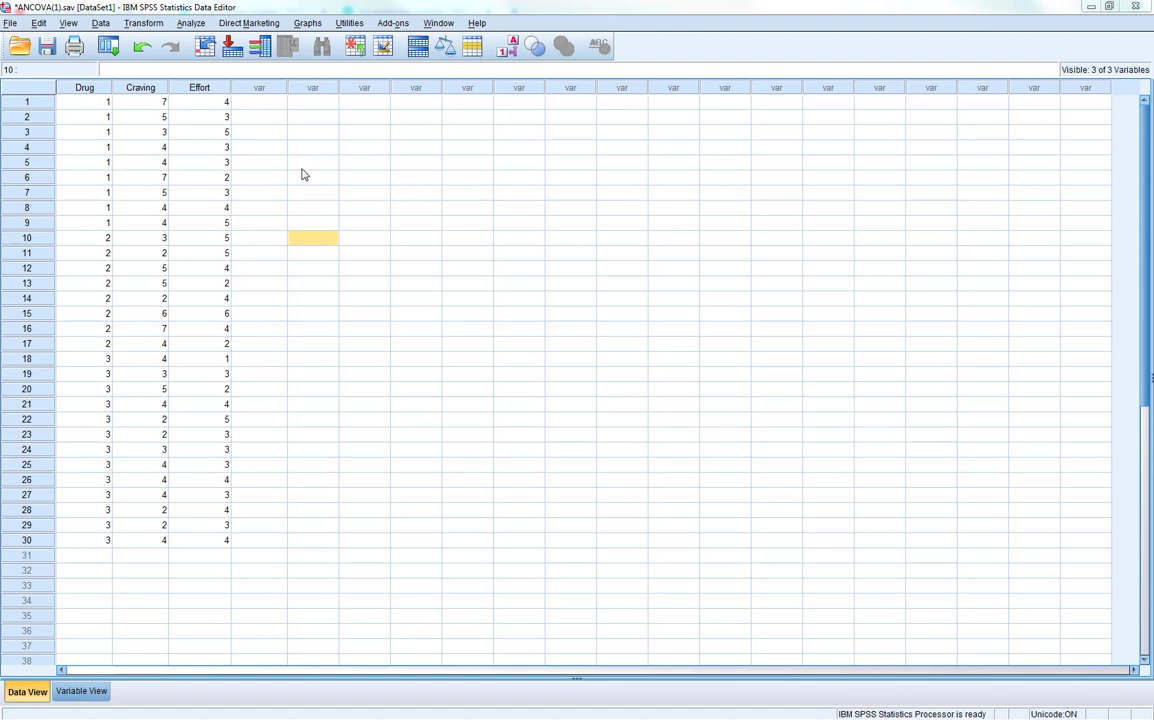 *ANCOVA(1).sav [DataSet1] - IBM SPSS Statistics Data Editor
File Edit View Data Transform Analyze Direct Marketing Graphs Utilities Add-ons Window Help
10 : Visible: 3 of 3 Variables
Drug Craving Effort var var var var var var var var var var var var var var var var var
1 1 7 4
2 1 5 3
3 1 3 5
4 1 4 3
5 1 4 3
6 1 7 2
7 1 5 3
8 1 4 4
9 1 4 5
10 2 3 5
11 2 2 5
12 2 5 4
13 2 5 2
14 2 2 4
15 2 6 6
16 2 7 4
17 2 4 2
18 3 4 1
19 3 3 3
20 3 5 2
21 3 4 4
22 3 2 5
23 3 2 3
24 3 3 3
25 3 4 3
26 3 4 4
27 3 4 3
28 3 2 4
29 3 2 3
30 3 4 4
31
32
33
34
35
36
37
38
Data View Variable View
IBM SPSS Statistics Processor is ready Unicode:ON